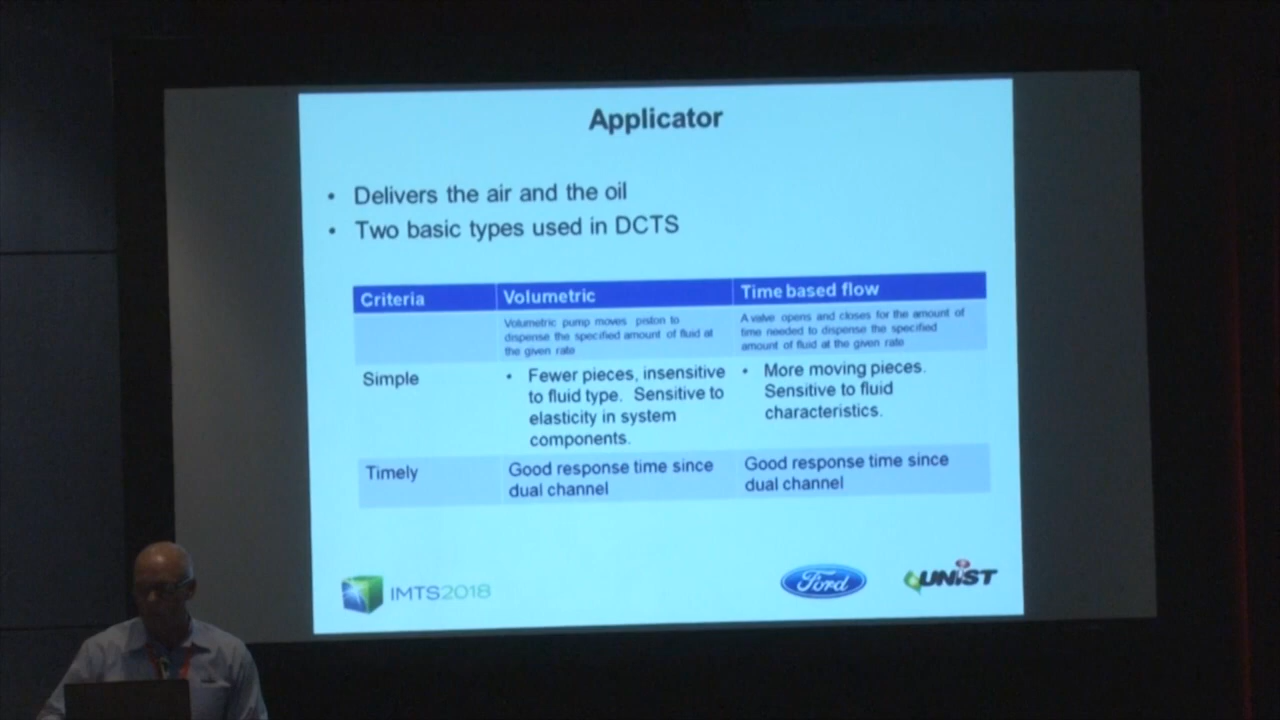 Applicator
• Delivers the air and the oil
• Two basic types used in DCTS
Criteria
Volumetric
Time based flow
Volumetric pump moves piston to
dispense the specified amount of fluid at
the given rate
A valve opens and closes for the amount of
time needed to dispense the specified
amount of fluid at the given rate
Simple
• Fewer pieces, insensitive
to fluid type. Sensitive to
elasticity in system
components.
• More moving pieces.
Sensitive to fluid
characteristics.
Timely
Good response time since
dual channel
Good response time since
dual channel
IMTS2018
Ford
UNIST